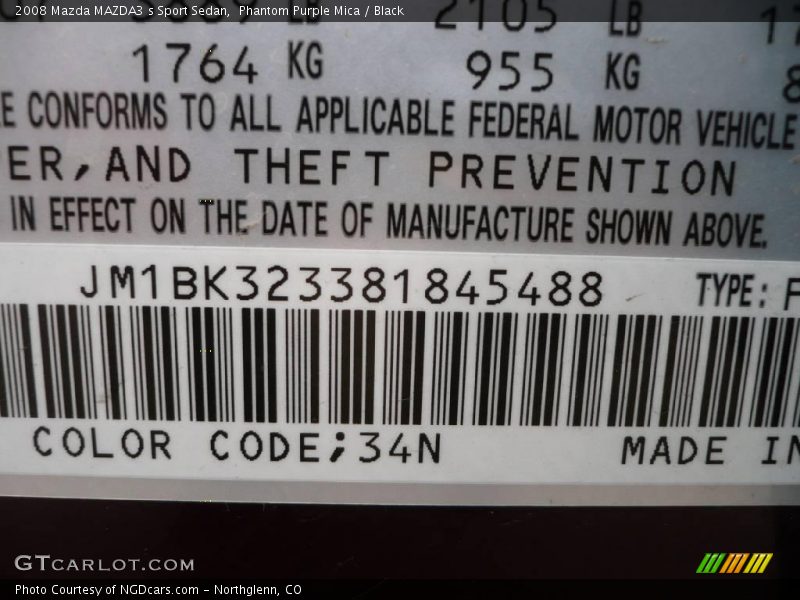 2008 Mazda MAZDA3 s Sport Sedan,  Phantom Purple Mica / Black
LB 2105 LB
1764 KG 955 KG
E CONFORMS TO ALL APPLICABLE FEDERAL MOTOR VEHICLE
ER, AND THEFT PREVENTION
IN EFFECT ON THE DATE OF MANUFACTURE SHOWN ABOVE.
JM1BK323381845488 TYPE:
COLOR CODE;34N MADE IN
GTCARLOT.COM
Photo Courtesy of NGDcars.com - Northglenn, CO